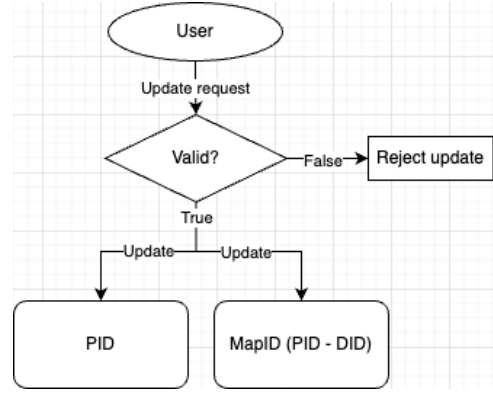 User
Update request
Valid?
False
Reject update
True
Update
Update
PID
MapID (PID - DID)